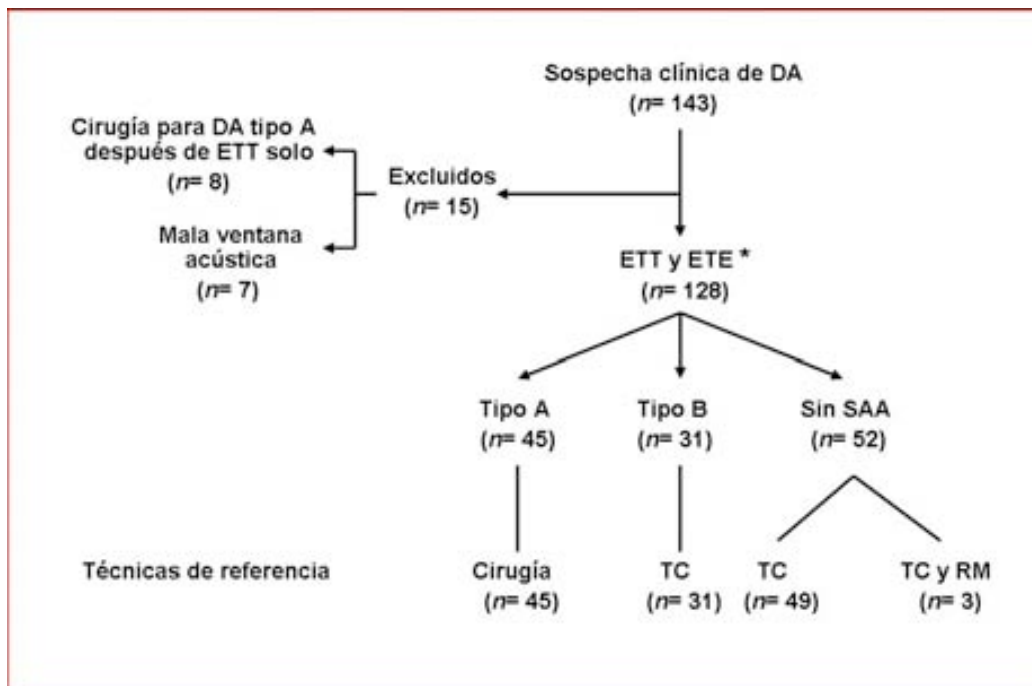 Sospecha clínica de DA
(n= 143)
Cirugía para DA tipo A
después de ETT solo
(n= 8)
Excluidos
(n= 15)
Mala ventana
acústica
(n= 7)
ETT y ETE *
(n= 128)
Tipo A
(n= 45)
Tipo B
(n= 31)
Sin SAA
(n= 52)
Técnicas de referencia
Cirugía
(n= 45)
TC
(n= 31)
TC
(n= 49)
TC y RM
(n= 3)